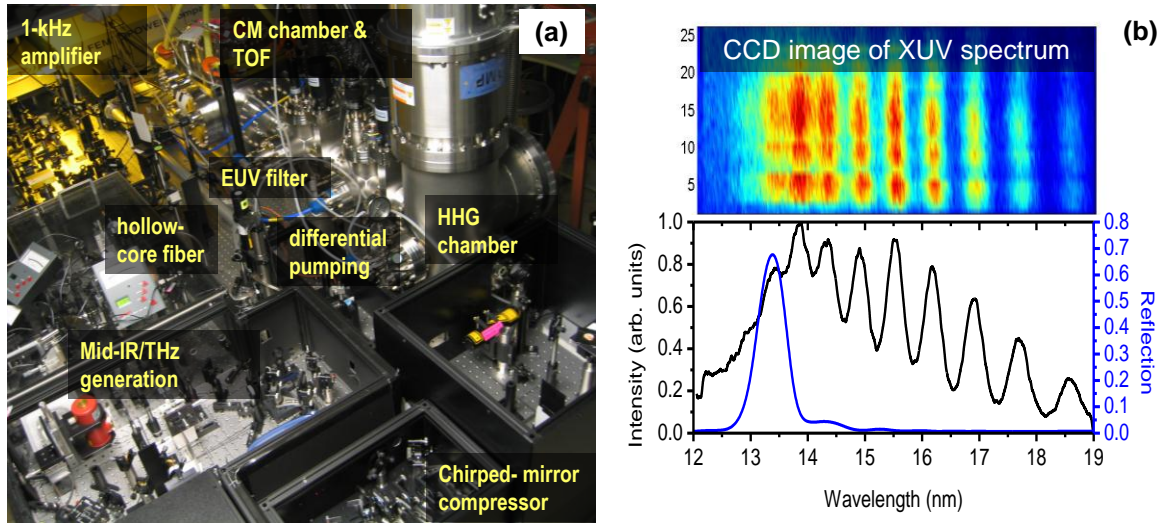 1-kHz
amplifier
CM chamber &
TOF
(a)
EUV filter
hollow-
core fiber
differential
pumping
HHG
chamber
Mid-IR/THz
generation
Chirped- mirror
compressor
(b)
CCD image of XUV spectrum
25
20
15
10
5
1.0
0.8
0.6
0.4
0.2
0.0
Intensity (arb. units)
0.8
0.7
0.6
0.5
0.4
0.3
0.2
0.1
0.0
Reflection
12 13 14 15 16 17 18 19
Wavelength (nm)